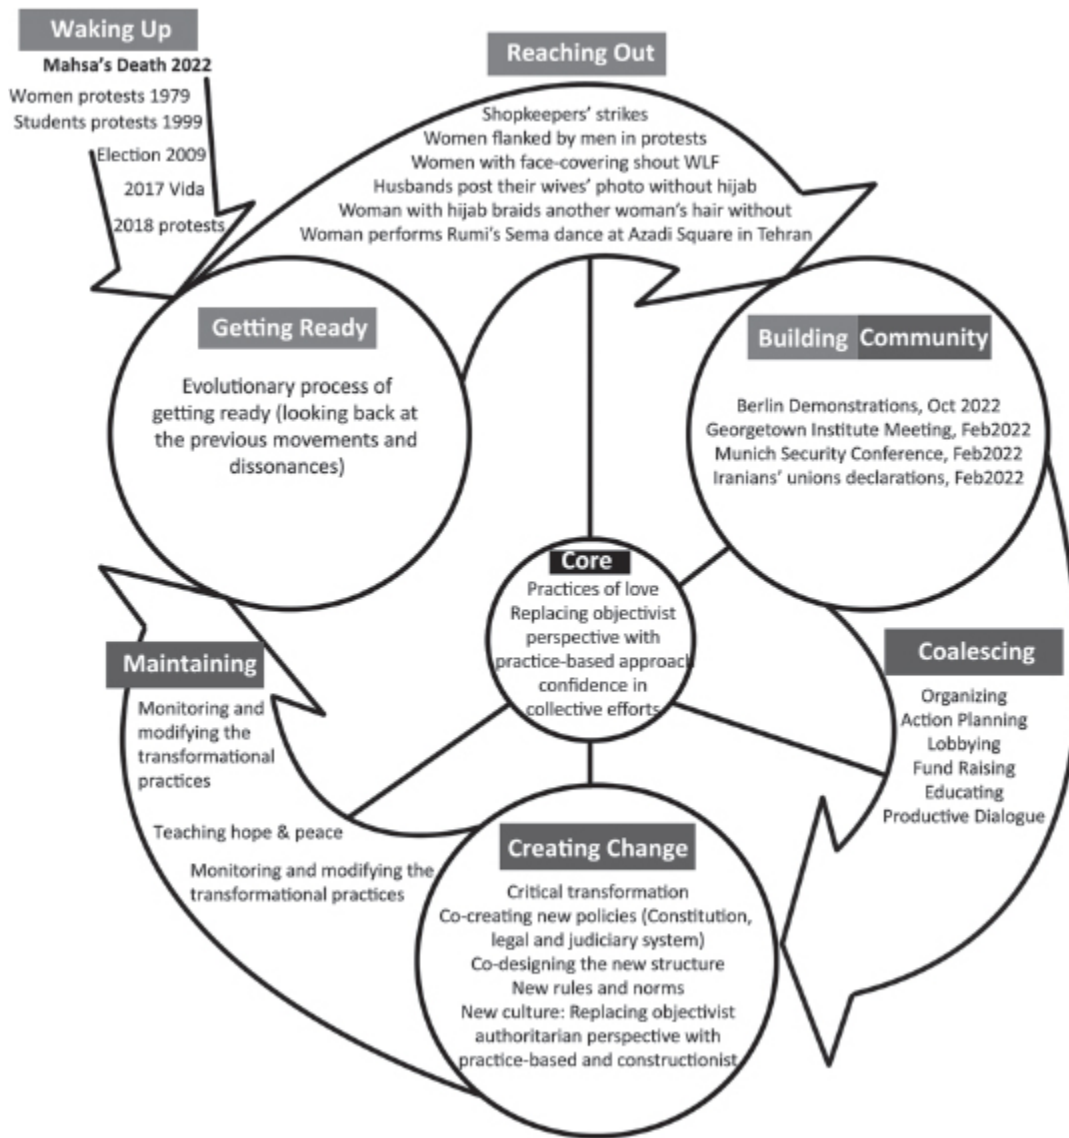 Waking Up
Mahsa's Death 2022
Women protests 1979
Students protests 1999
Election 2009
2017 Vida
2018 protests
Reaching Out
Shopkeepers' strikes
Women flanked by men in protests
Women with face-covering shout WLF
Husbands post their wives' photo without hijab
Woman with hijab braids another woman's hair without
Woman performs Rumi's Sema dance at Azadi Square in Tehran
Getting Ready
Evolutionary process of
getting ready (looking back at
the previous movements and
dissonances)
Building Community
Berlin Demonstrations, Oct 2022
Georgetown Institute Meeting, Feb2022
Munich Security Conference, Feb2022
Iranians' unions declarations, Feb2022
Core
Practices of love
Replacing objectivist
perspective with
practice-based approach
confidence in
collective efforts
Coalescing
Organizing
Action Planning
Lobbying
Fund Raising
Educating
Productive Dialogue
Creating Change
Critical transformation
Co-creating new policies (Constitution,
legal and judiciary system)
Co-designing the new structure
New rules and norms
New culture: Replacing objectivist
authoritarian perspective with
practice-based and constructionist
Maintaining
Monitoring and
modifying the
transformational
practices
Teaching hope & peace
Monitoring and modifying the
transformational practices